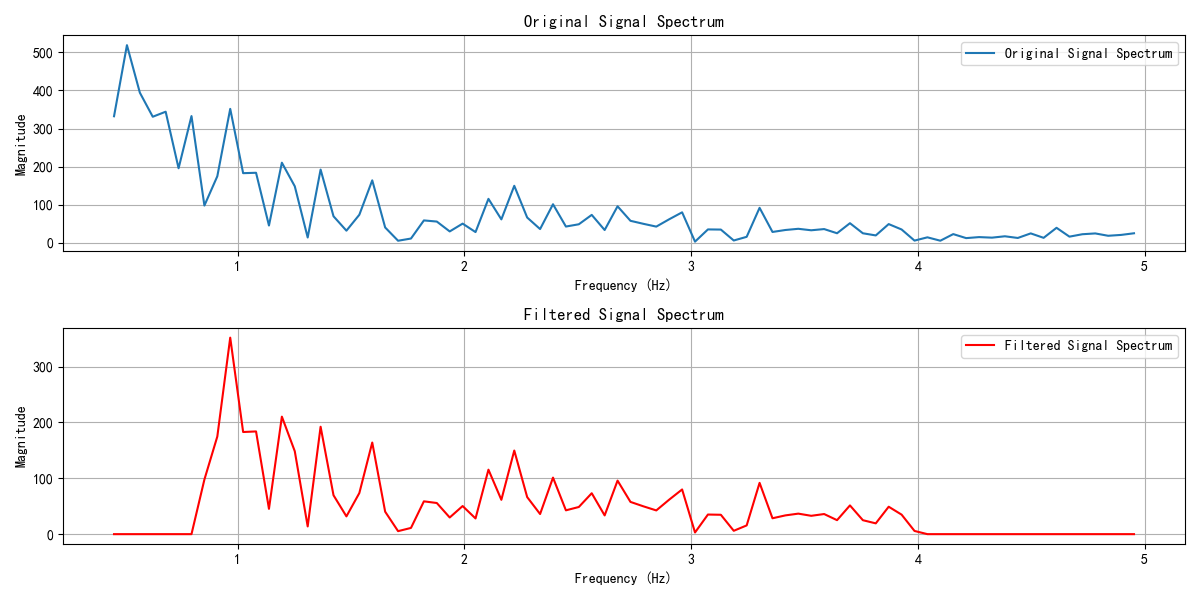 Original Signal Spectrum
Original Signal Spectrum
Magnitude
500
400
300
200
100
0
1
2
3
4
5
Frequency (Hz)
Filtered Signal Spectrum
Filtered Signal Spectrum
Magnitude
300
200
100
0
1
2
3
4
5
Frequency (Hz)